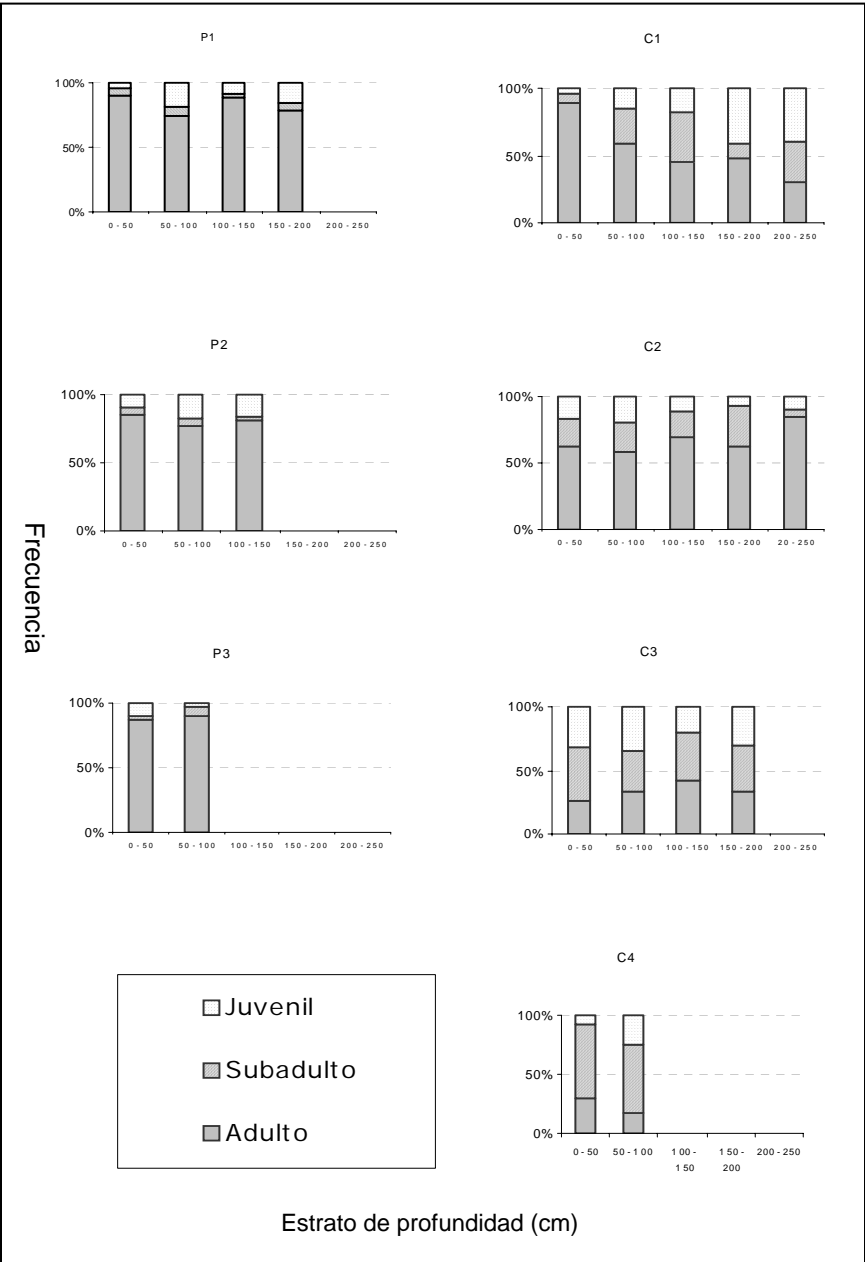 P1
100%
50%
0%
0 - 50 50 - 100 100 - 150 150 - 200 200 - 250
C1
100%
50%
0%
0 - 50 50 - 100 100 - 150 150 - 200 200 - 250
P2
100%
50%
0%
0 - 50 50 - 100 100 - 150 150 - 200 200 - 250
C2
100%
50%
0%
0 - 50 50 - 100 100 - 150 150 - 200 20 - 250
Frecuencia
P3
100%
50%
0%
0 - 50 50 - 100 100 - 150 150 - 200 200 - 250
C3
100%
50%
0%
0 - 50 50 - 100 100 - 150 150 - 200 200 - 250
Juvenil
Subadulto
Adulto
C4
100%
50%
0%
0 - 50 50 - 100 100 - 150 - 200 - 250
150 200
Estrato de profundidad (cm)